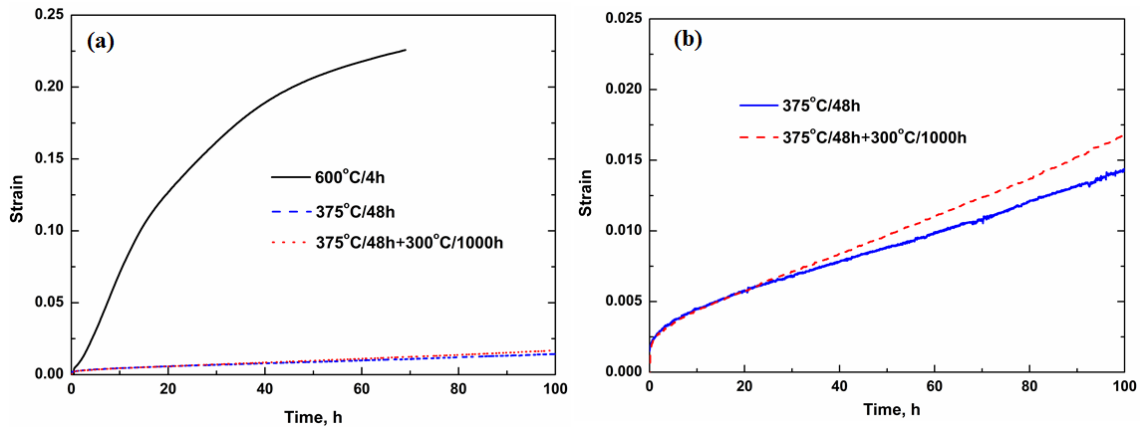 (a)
0.25
0.20
0.15
0.10
0.05
0.00
Strain
600°C/4h
375°C/48h
375°C/48h+300°C/1000h
0 20 40 60 80 100
Time, h
(b)
0.025
0.020
0.015
0.010
0.005
0.000
Strain
375°C/48h
375°C/48h+300°C/1000h
0 20 40 60 80 100
Time, h